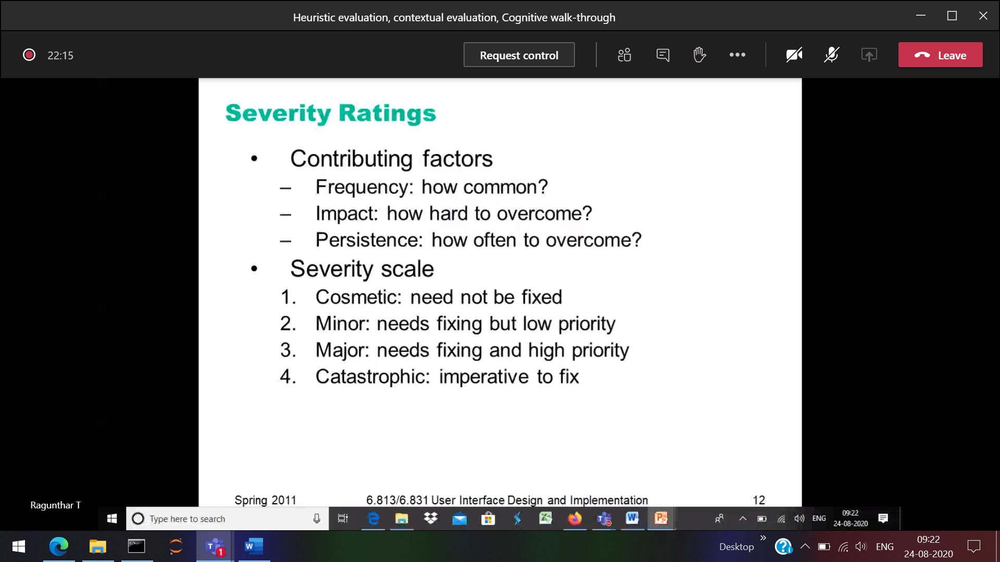 Heuristic evaluation, contextual evaluation, Cognitive walk-through
22:15
Request control
Leave
Severity Ratings
• Contributing factors
– Frequency: how common?
– Impact: how hard to overcome?
– Persistence: how often to overcome?
• Severity scale
1. Cosmetic: need not be fixed
2. Minor: needs fixing but low priority
3. Major: needs fixing and high priority
4. Catastrophic: imperative to fix
Spring 2011 6.813/6.831 User Interface Design and Implementation 12
Ragunthar T
Type here to search
ENG
09:22
24-08-2020
Desktop
ENG
09:22
24-08-2020